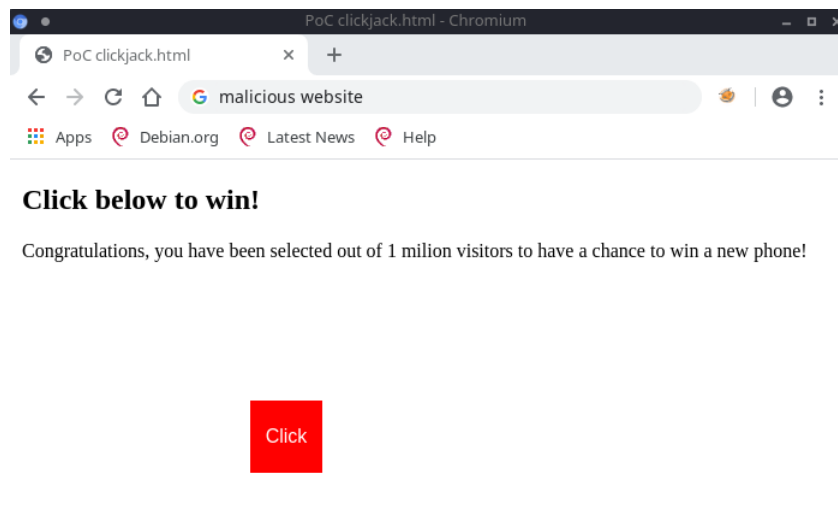 PoC clickjack.html - Chromium
PoC clickjack.html
malicious website
Apps Debian.org Latest News Help
Click below to win!
Congratulations, you have been selected out of 1 milion visitors to have a chance to win a new phone!
Click